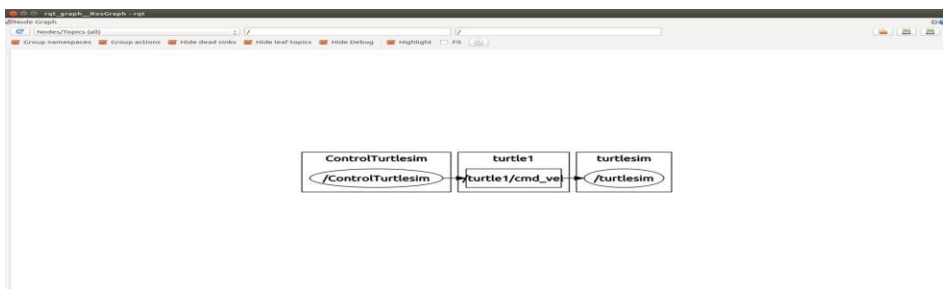 rqt_graph__RosGraph - rqt
Node Graph
Nodes/Topics (all) / /
Group namespaces Group actions Hide dead sinks Hide leaf topics Hide Debug Highlight Fit
ControlTurtlesim turtle1 turtlesim
/ControlTurtlesim /turtle1/cmd_vel /turtlesim